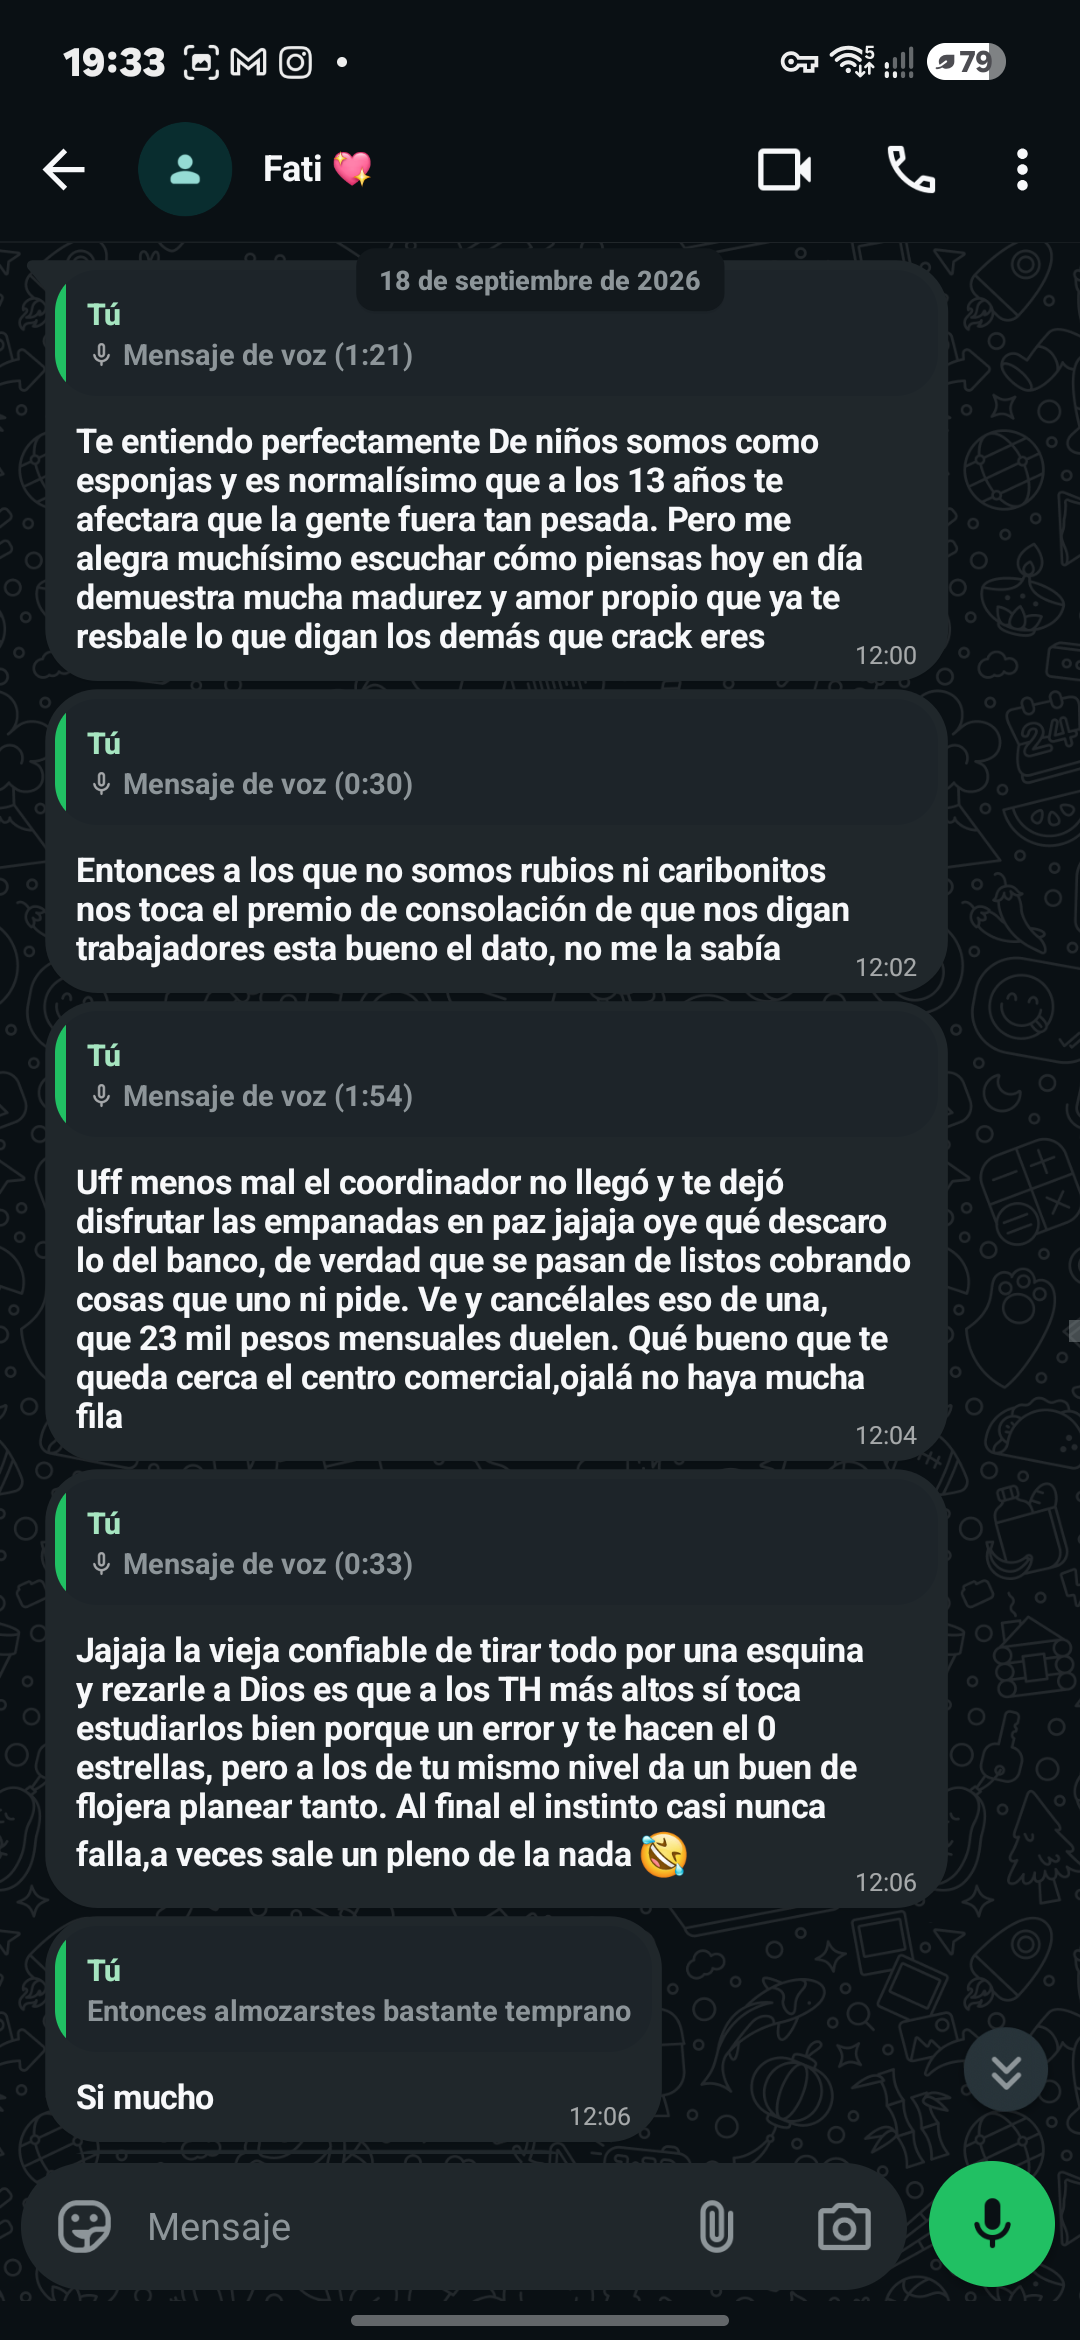 19:33
5
79
Fati 💖
18 de septiembre de 2026
Tú
Mensaje de voz (1:21)
Te entiendo perfectamente De niños somos como
esponjas y es normalísimo que a los 13 años te
afectara que la gente fuera tan pesada. Pero me
alegra muchísimo escuchar cómo piensas hoy en día
demuestra mucha madurez y amor propio que ya te
resbale lo que digan los demás que crack eres
12:00
Tú
Mensaje de voz (0:30)
Entonces a los que no somos rubios ni caribonitos
nos toca el premio de consolación de que nos digan
trabajadores esta bueno el dato, no me la sabía
12:02
Tú
Mensaje de voz (1:54)
Uff menos mal el coordinador no llegó y te dejó
disfrutar las empanadas en paz jajaja oye qué descaro
lo del banco, de verdad que se pasan de listos cobrando
cosas que uno ni pide. Ve y cancélales eso de una,
que 23 mil pesos mensuales duelen. Qué bueno que te
queda cerca el centro comercial,ojalá no haya mucha
fila
12:04
Tú
Mensaje de voz (0:33)
Jajaja la vieja confiable de tirar todo por una esquina
y rezarle a Dios es que a los TH más altos sí toca
estudiarlos bien porque un error y te hacen el 0
estrellas, pero a los de tu mismo nivel da un buen de
flojera planear tanto. Al final el instinto casi nunca
falla,a veces sale un pleno de la nada 🤣
12:06
Tú
Entonces almozarstes bastante temprano
Si mucho
12:06
Mensaje